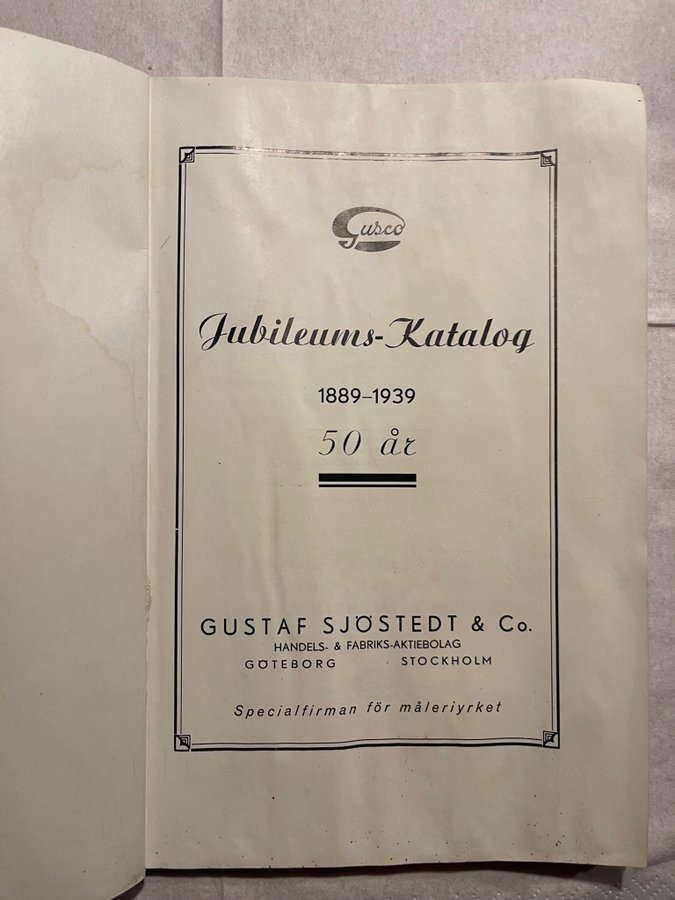 Gusco
Jubileums-Katalog
1889–1939
50 år
GUSTAF SJÖSTEDT & Co.
HANDELS- & FABRIKS-AKTIEBOLAG
GÖTEBORG STOCKHOLM
Specialfirman för måleriyrket